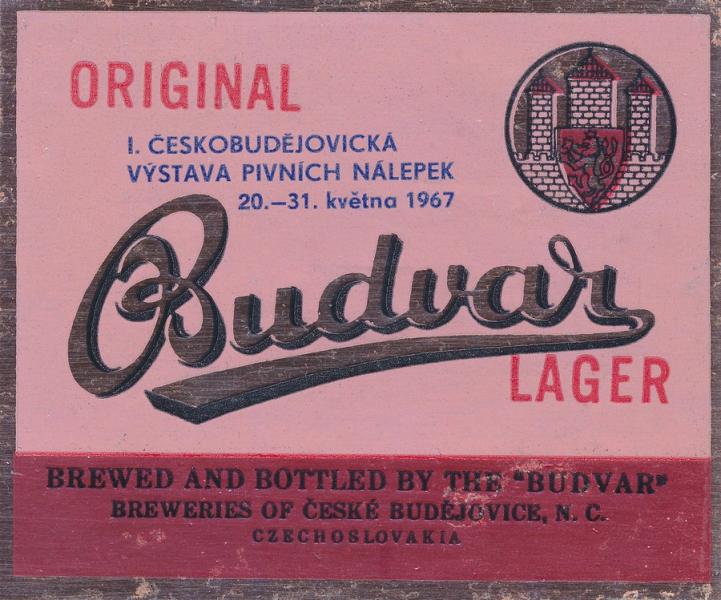 ORIGINAL
I. ČESKOBUDĚJOVICKÁ
VÝSTAVA PIVNÍCH NÁLEPEK
20.–31. května 1967
Budvar
LAGER
BREWED AND BOTTLED BY THE "BUDVAR"
BREWERIES OF ČESKÉ BUDĚJOVICE, N. C.
CZECHOSLOVAKIA